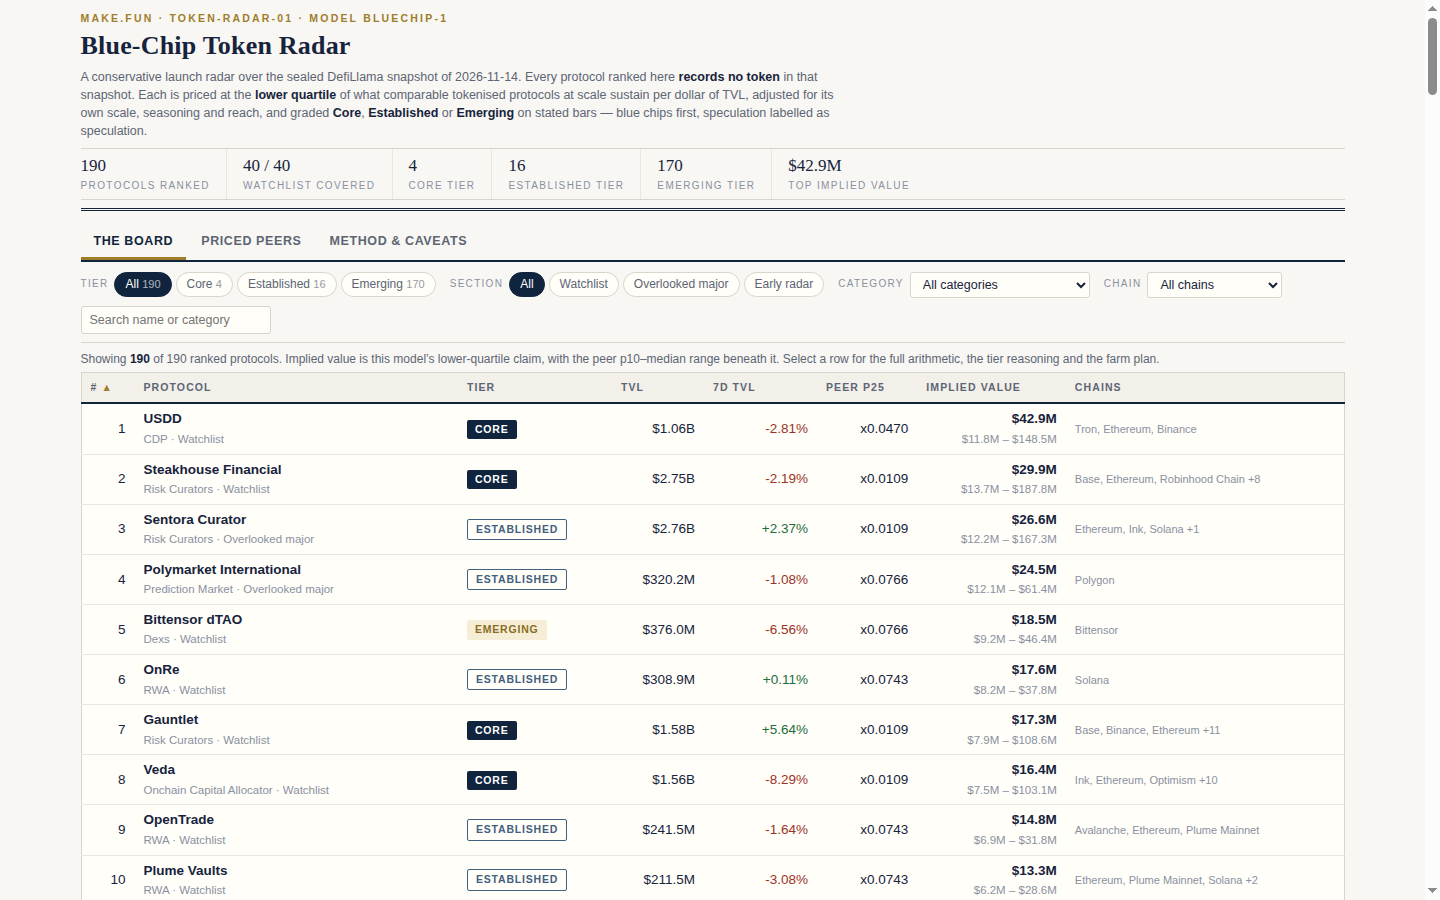 MAKE.FUN · TOKEN-RADAR-01 · MODEL BLUECHIP-1
Blue-Chip Token Radar
A conservative launch radar over the sealed DefiLlama snapshot of 2026-11-14. Every protocol ranked here records no token in that
snapshot. Each is priced at the lower quartile of what comparable tokenised protocols at scale sustain per dollar of TVL, adjusted for its
own scale, seasoning and reach, and graded Core, Established or Emerging on stated bars — blue chips first, speculation labelled as
speculation.
190 40 / 40 4 16 170 $42.9M
PROTOCOLS RANKED WATCHLIST COVERED CORE TIER ESTABLISHED TIER EMERGING TIER TOP IMPLIED VALUE
THE BOARD PRICED PEERS METHOD & CAVEATS
TIER All 190 Core 4 Established 16 Emerging 170 SECTION All Watchlist Overlooked major Early radar CATEGORY All categories CHAIN All chains
Search name or category
Showing 190 of 190 ranked protocols. Implied value is this model's lower-quartile claim, with the peer p10–median range beneath it. Select a row for the full arithmetic, the tier reasoning and the farm plan.
# ▲ PROTOCOL TIER TVL 7D TVL PEER P25 IMPLIED VALUE CHAINS
1 USDD CORE $1.06B -2.81% x0.0470 $42.9M Tron, Ethereum, Binance
CDP · Watchlist $11.8M – $148.5M
2 Steakhouse Financial CORE $2.75B -2.19% x0.0109 $29.9M Base, Ethereum, Robinhood Chain +8
Risk Curators · Watchlist $13.7M – $187.8M
3 Sentora Curator ESTABLISHED $2.76B +2.37% x0.0109 $26.6M Ethereum, Ink, Solana +1
Risk Curators · Overlooked major $12.2M – $167.3M
4 Polymarket International ESTABLISHED $320.2M -1.08% x0.0766 $24.5M Polygon
Prediction Market · Overlooked major $12.1M – $61.4M
5 Bittensor dTAO EMERGING $376.0M -6.56% x0.0766 $18.5M Bittensor
Dexs · Watchlist $9.2M – $46.4M
6 OnRe ESTABLISHED $308.9M +0.11% x0.0743 $17.6M Solana
RWA · Watchlist $8.2M – $37.8M
7 Gauntlet CORE $1.58B +5.64% x0.0109 $17.3M Base, Binance, Ethereum +11
Risk Curators · Watchlist $7.9M – $108.6M
8 Veda CORE $1.56B -8.29% x0.0109 $16.4M Ink, Ethereum, Optimism +10
Onchain Capital Allocator · Watchlist $7.5M – $103.1M
9 OpenTrade ESTABLISHED $241.5M -1.64% x0.0743 $14.8M Avalanche, Ethereum, Plume Mainnet
RWA · Watchlist $6.9M – $31.8M
10 Plume Vaults ESTABLISHED $211.5M -3.08% x0.0743 $13.3M Ethereum, Plume Mainnet, Solana +2
RWA · Watchlist $6.2M – $28.6M